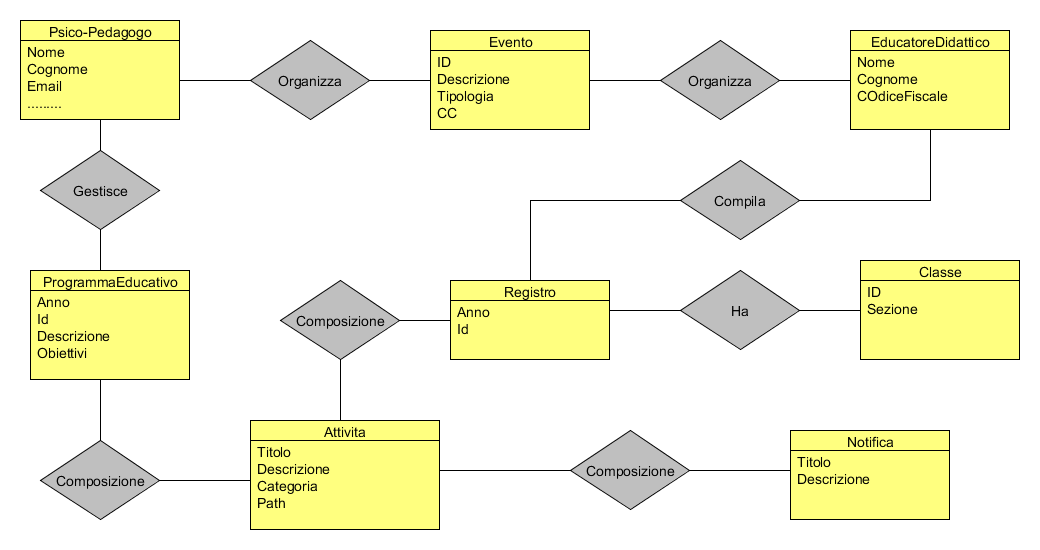 Psico-Pedagogo
Nome
Cognome
Email
.........
Organizza
Evento
ID
Descrizione
Tipologia
CC
Organizza
EducatoreDidattico
Nome
Cognome
COdiceFiscale
Gestisce
Compila
ProgrammaEducativo
Anno
Id
Descrizione
Obiettivi
Composizione
Registro
Anno
Id
Ha
Classe
ID
Sezione
Composizione
Attivita
Titolo
Descrizione
Categoria
Path
Composizione
Notifica
Titolo
Descrizione